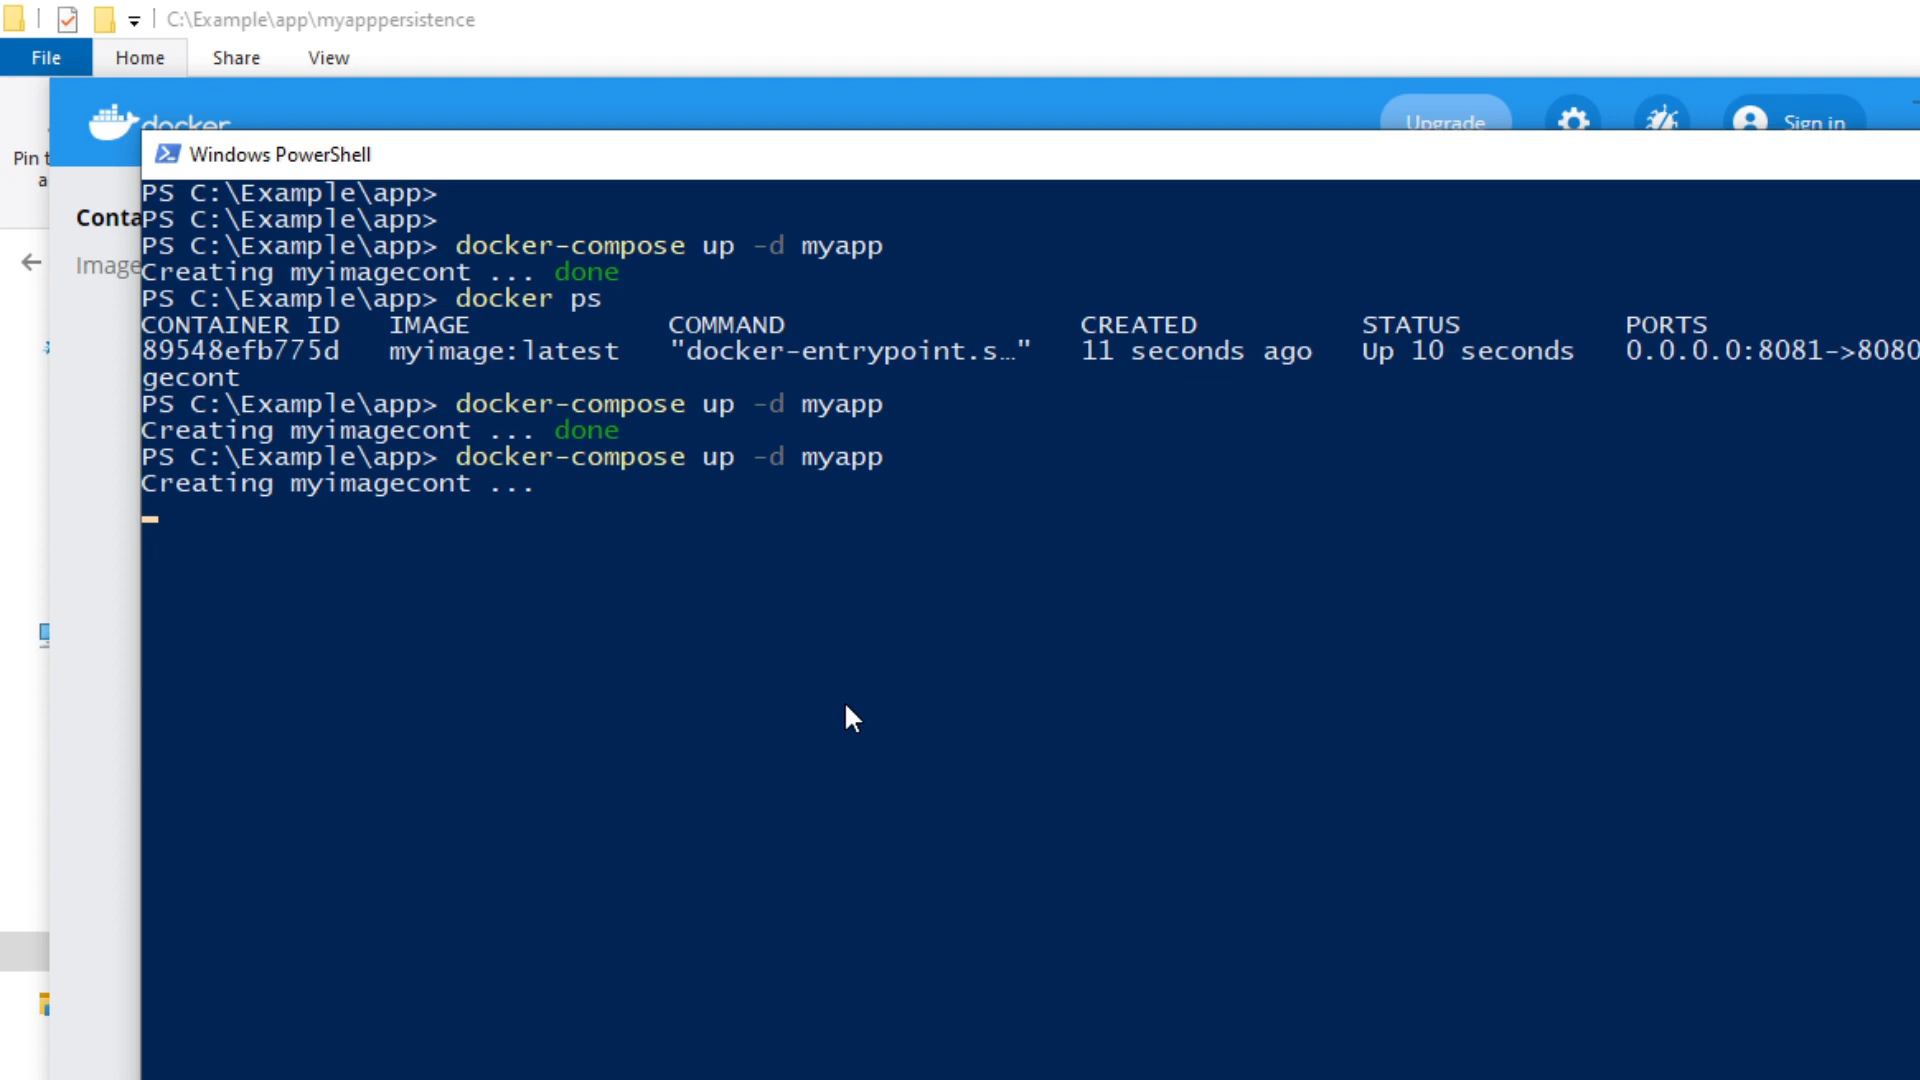 C:\Example\app\myapppersistence
File Home Share View
docker Upgrade Sign in
Pin t
a
Windows PowerShell
Conta
Image
PS C:\Example\app>
PS C:\Example\app>
PS C:\Example\app> docker-compose up -d myapp
Creating myimagecont ... done
PS C:\Example\app> docker ps
CONTAINER ID IMAGE COMMAND CREATED STATUS PORTS
89548efb775d myimage:latest "docker-entrypoint.s…" 11 seconds ago Up 10 seconds 0.0.0.0:8081->8080
gecont
PS C:\Example\app> docker-compose up -d myapp
Creating myimagecont ... done
PS C:\Example\app> docker-compose up -d myapp
Creating myimagecont ...